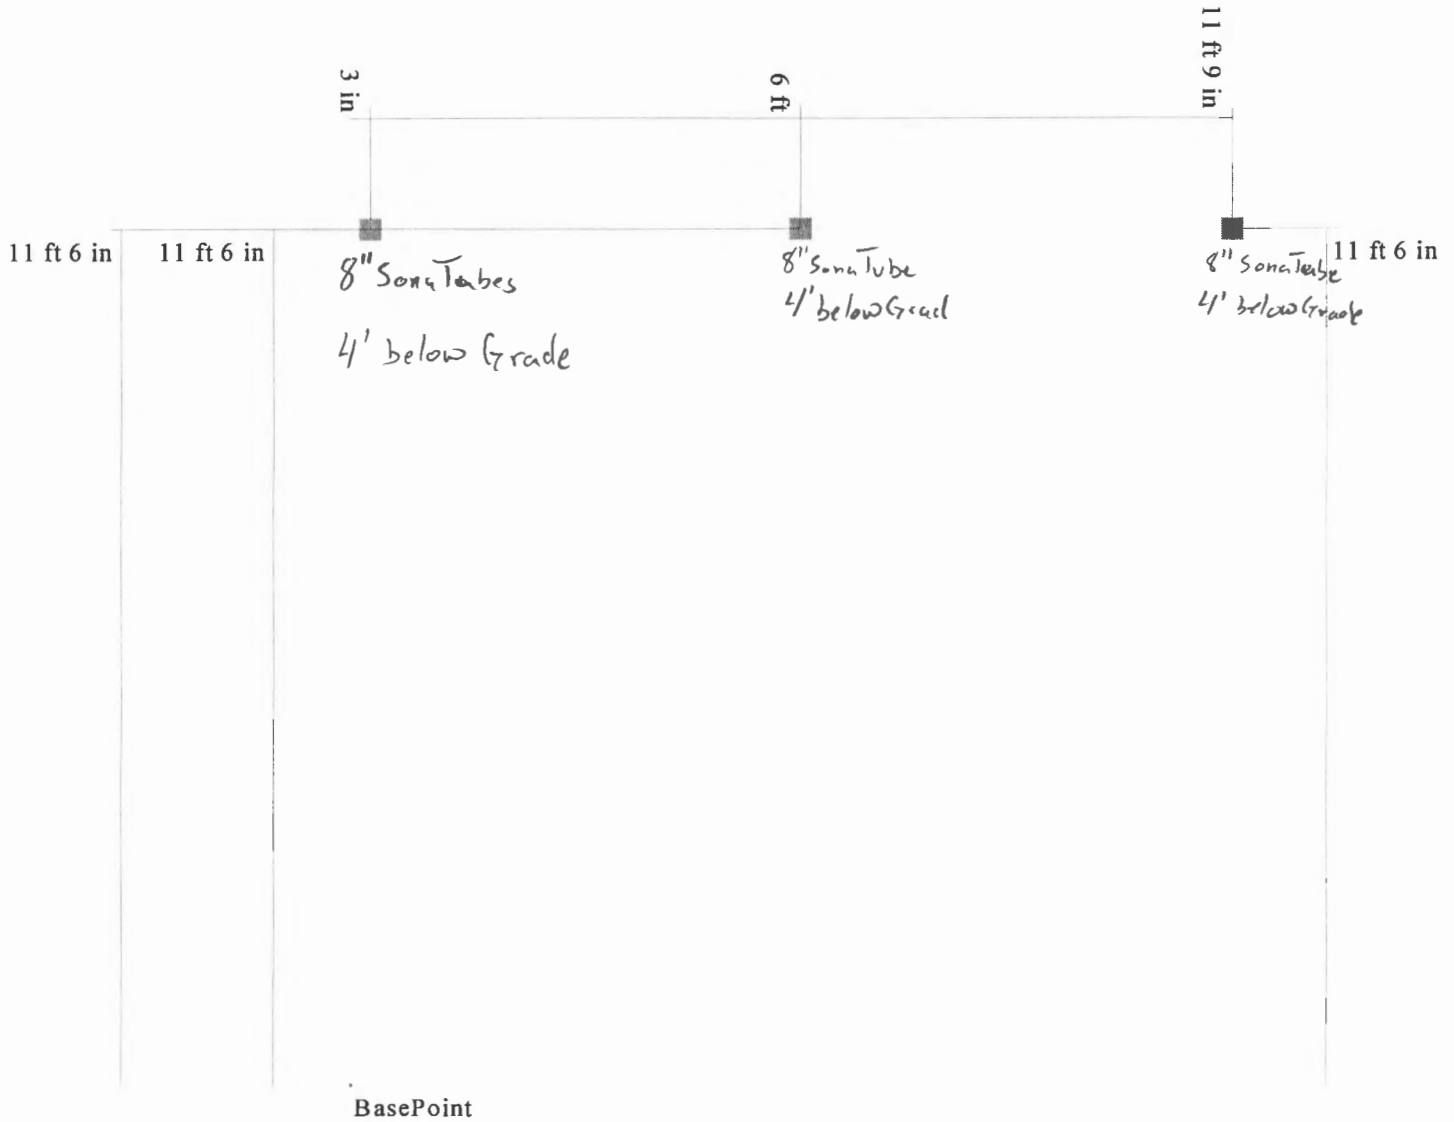 3 in
6 ft
11 ft 9 in
11 ft 6 in
11 ft 6 in
11 ft 6 in
8" SonaTubes
4' below Grade
8" SonaTube
4' below Grad
8" SonaTube
4' below Grade
BasePoint